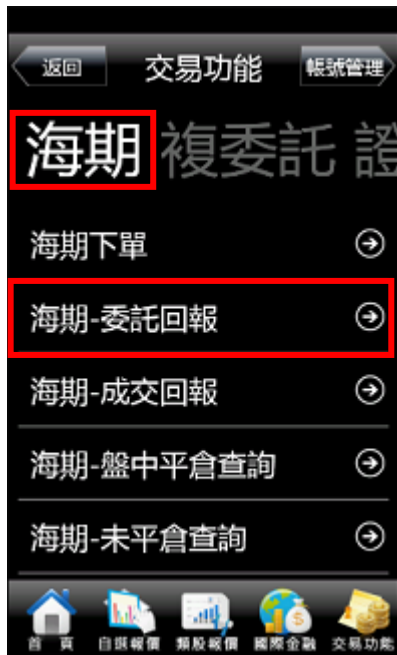 返回 交易功能 帳號管理
海期 複委託 證
海期下單
海期-委託回報
海期-成交回報
海期-盤中平倉查詢
海期-未平倉查詢
首頁 自選報價 類股報價 國際金融 交易功能